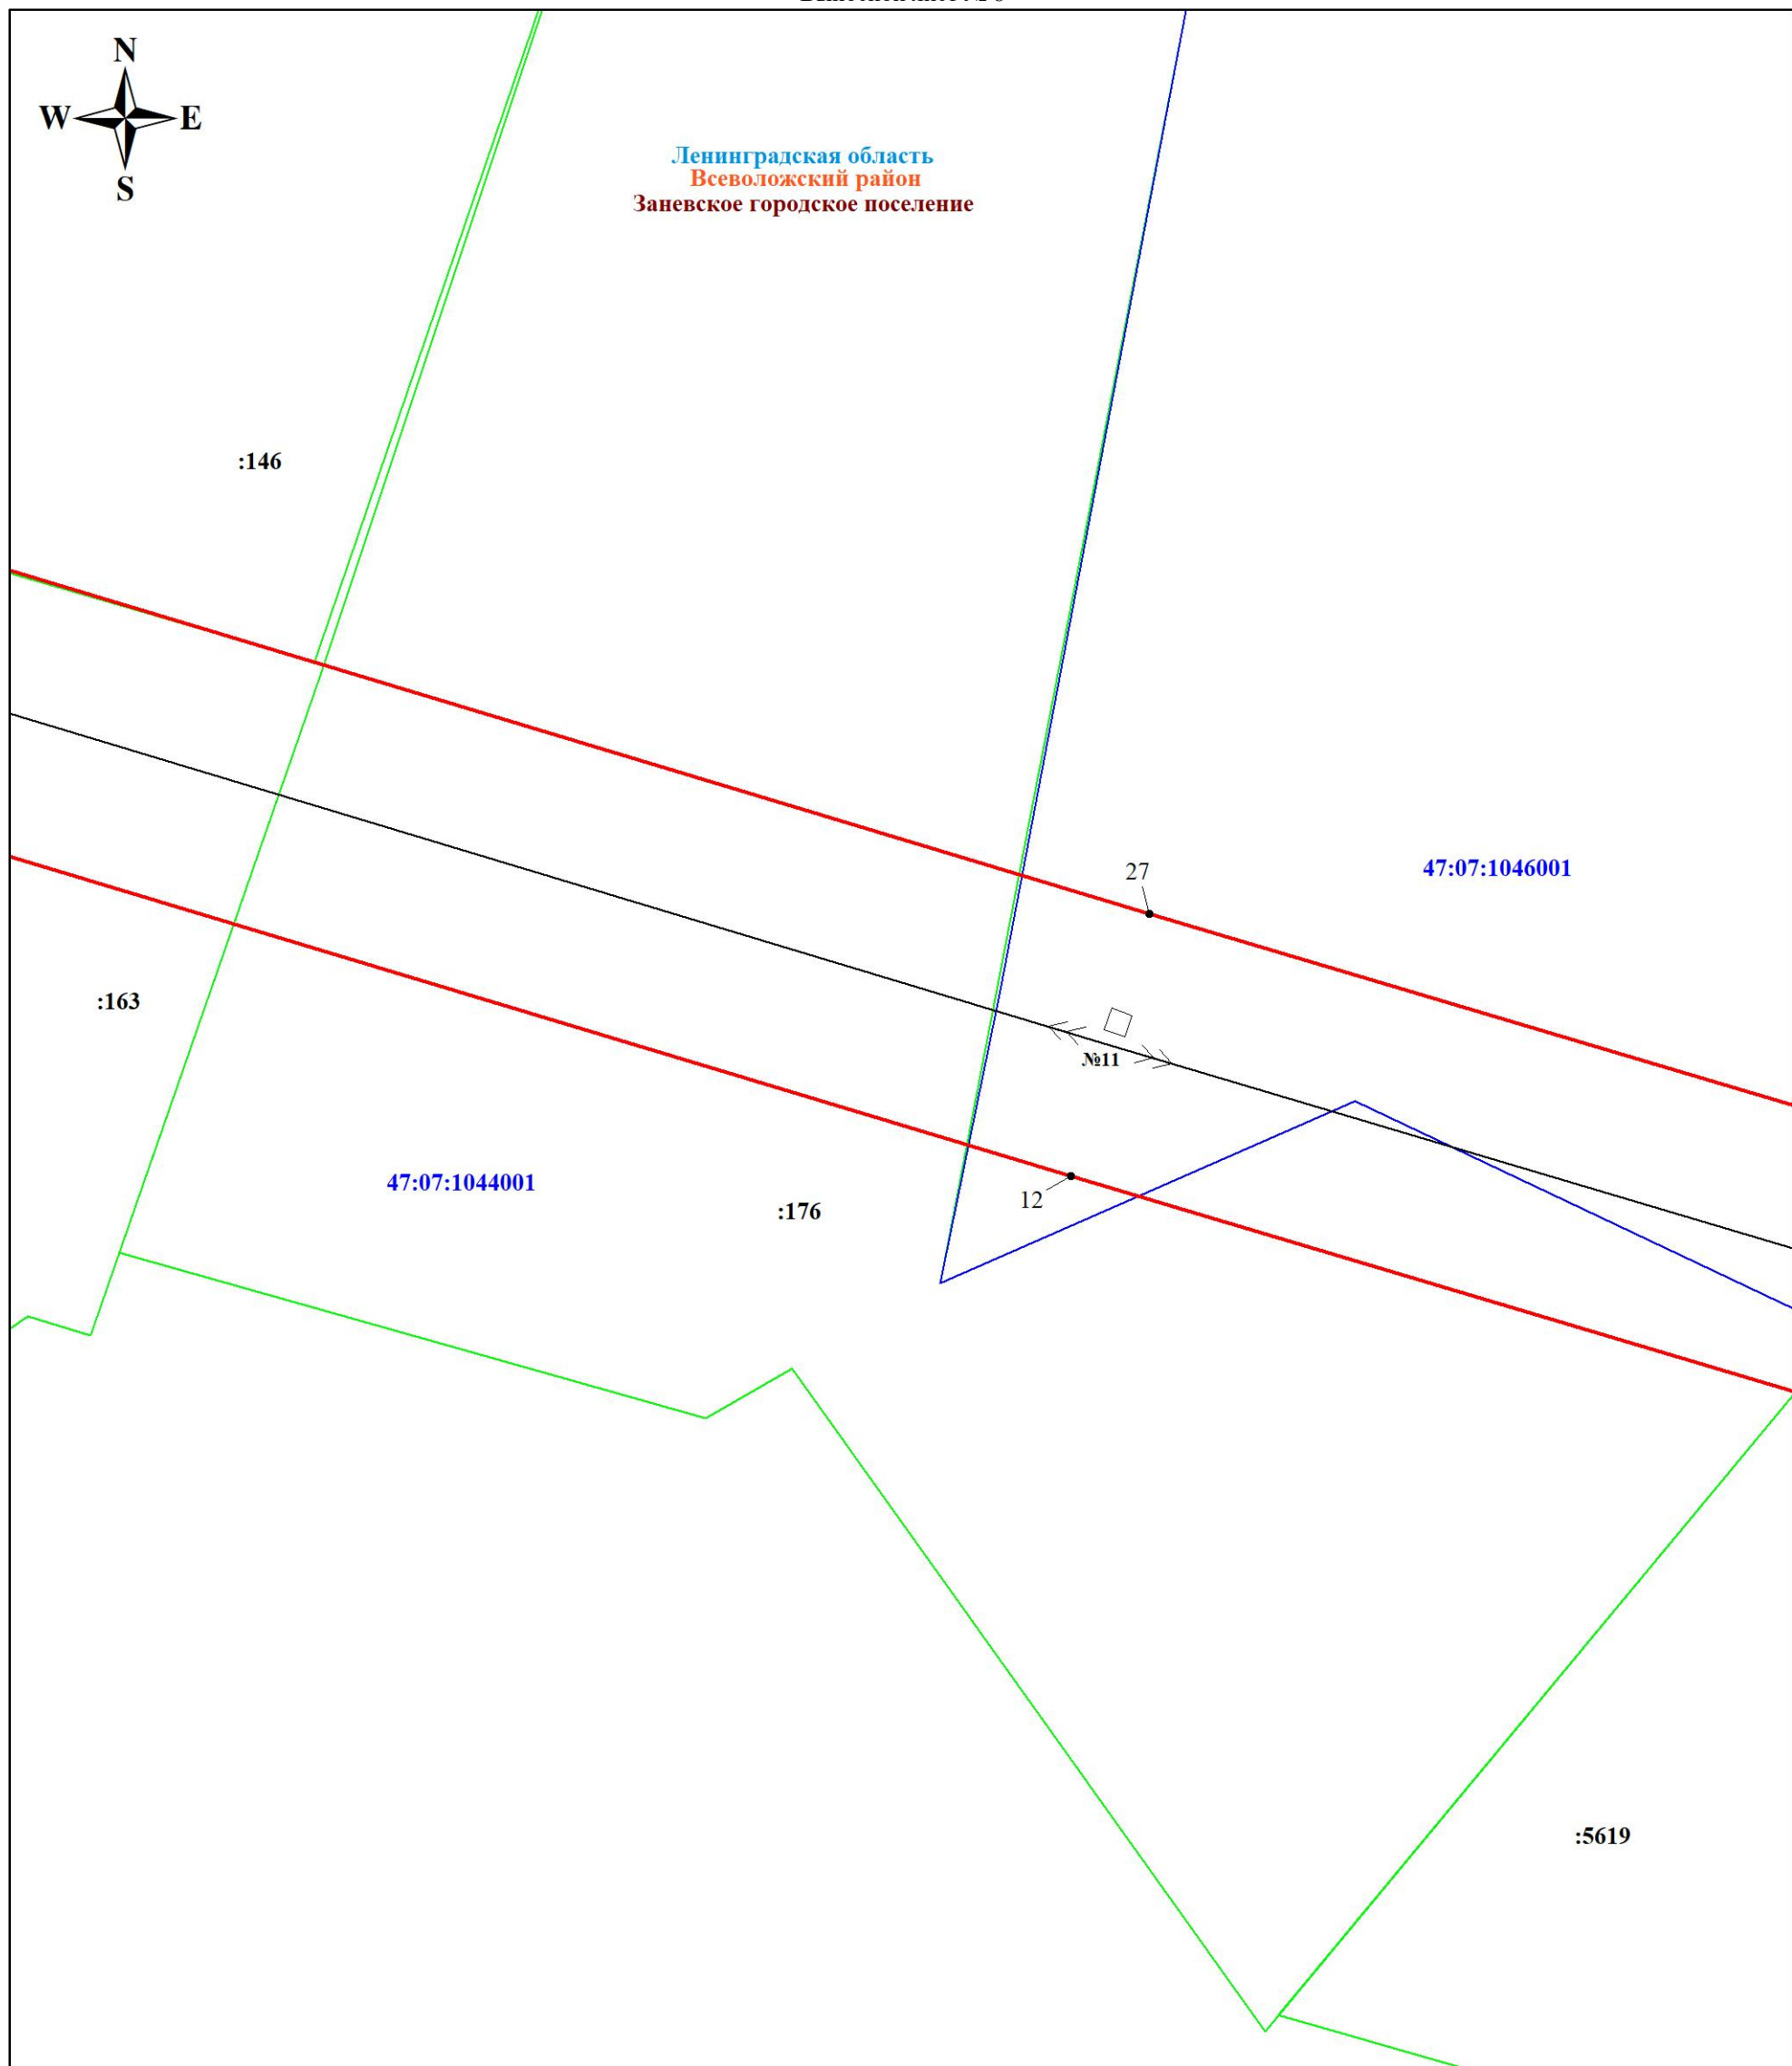 N
W E
S
Ленинградская область
Всеволожский район
Заневское городское поселение
:146
27
47:07:1046001
:163
№11
47:07:1044001
12
:176
:5619